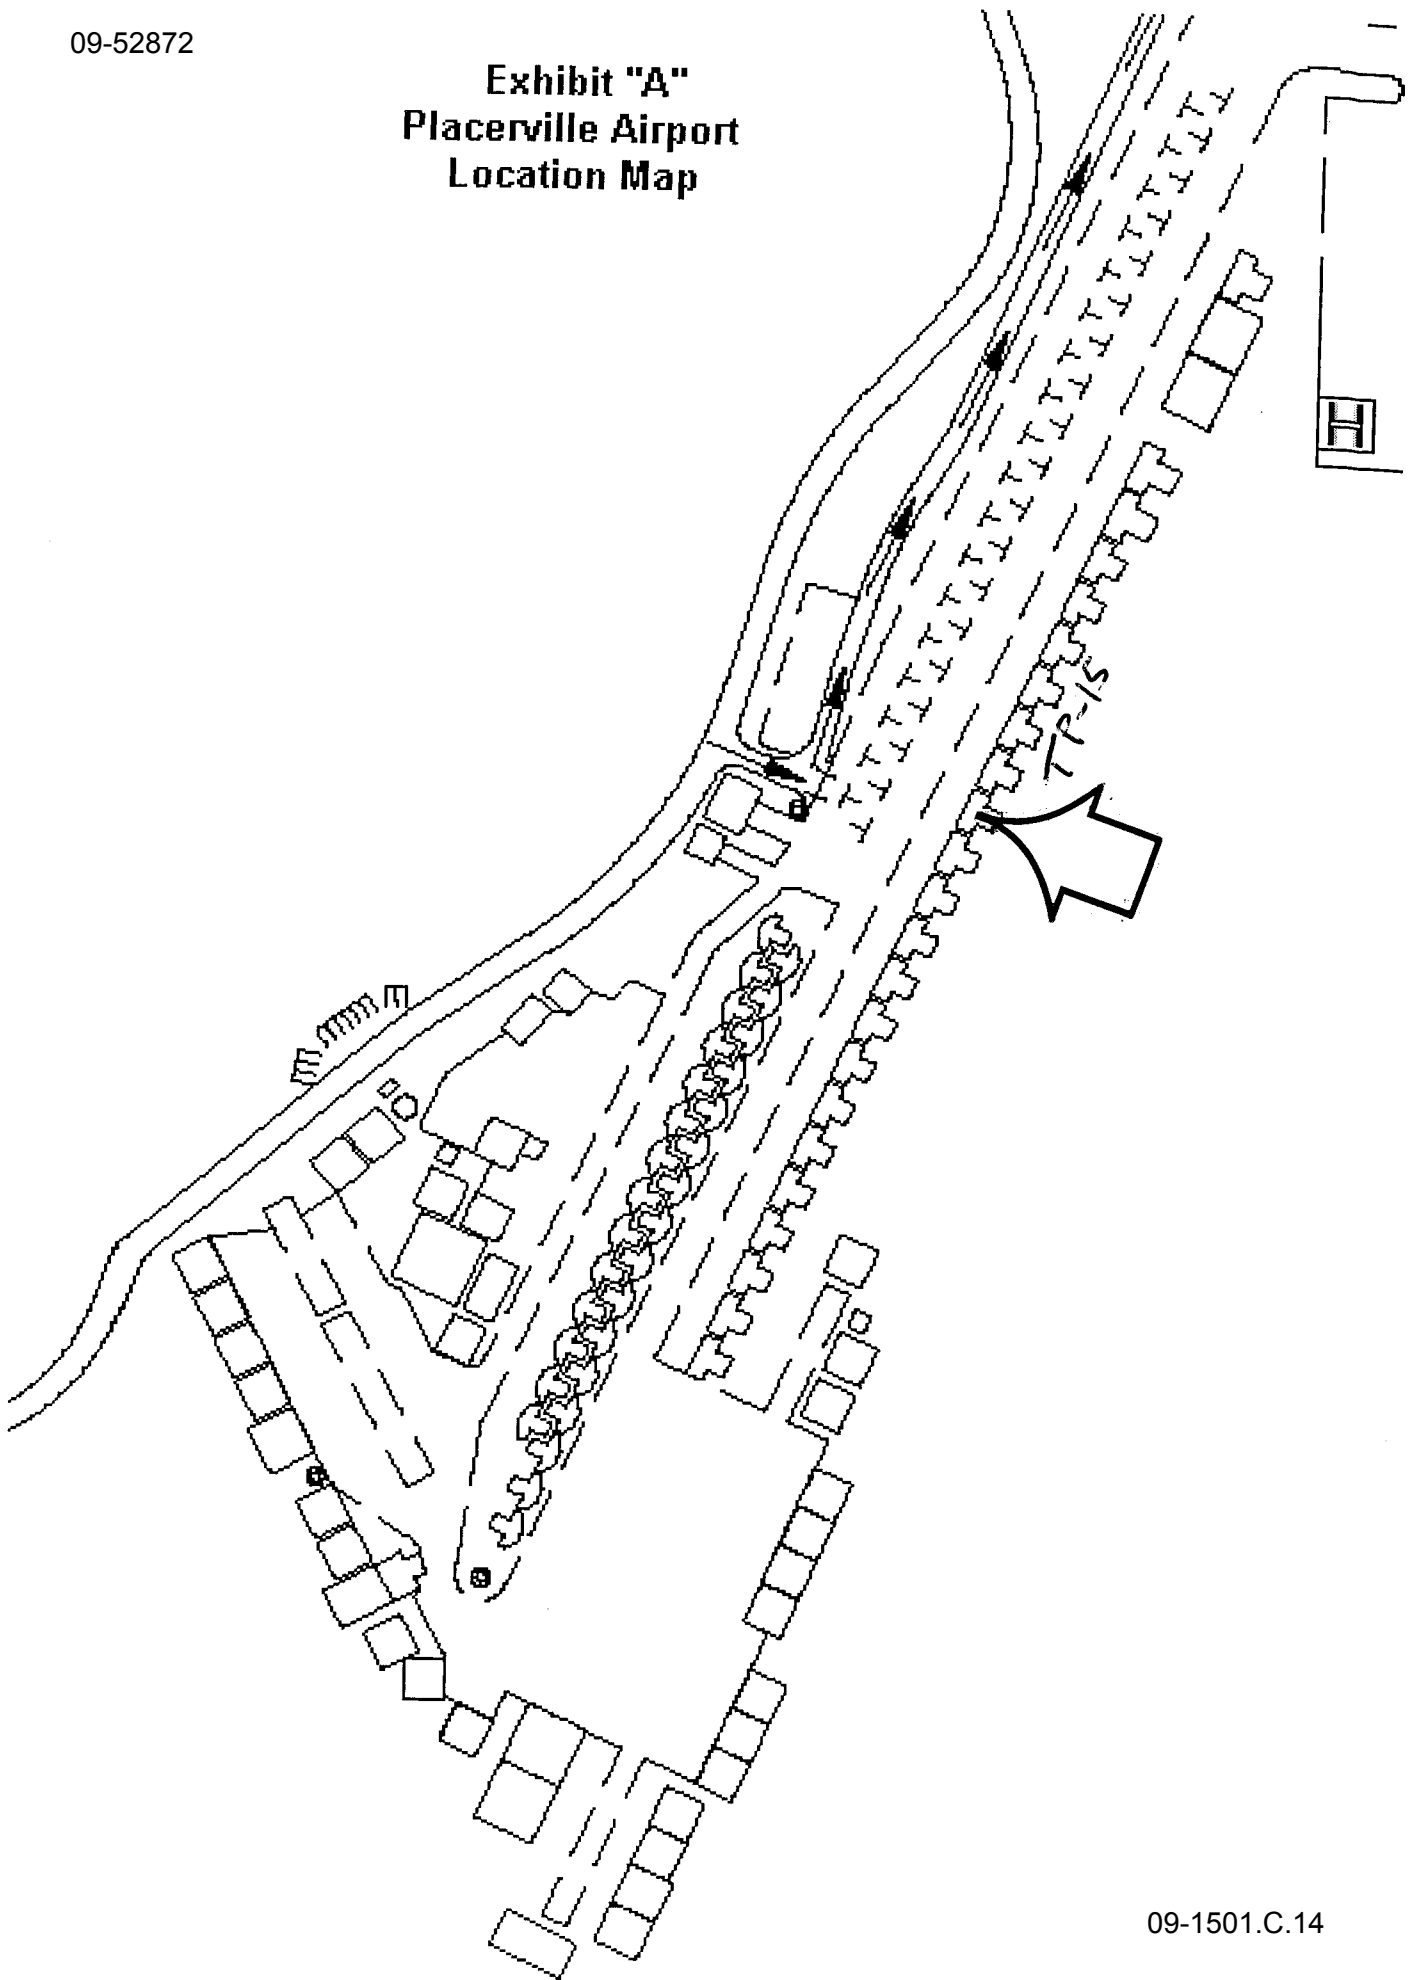 09-52872
Exhibit "A"
Placerville Airport
Location Map
H
TP-15
09-1501.C.14